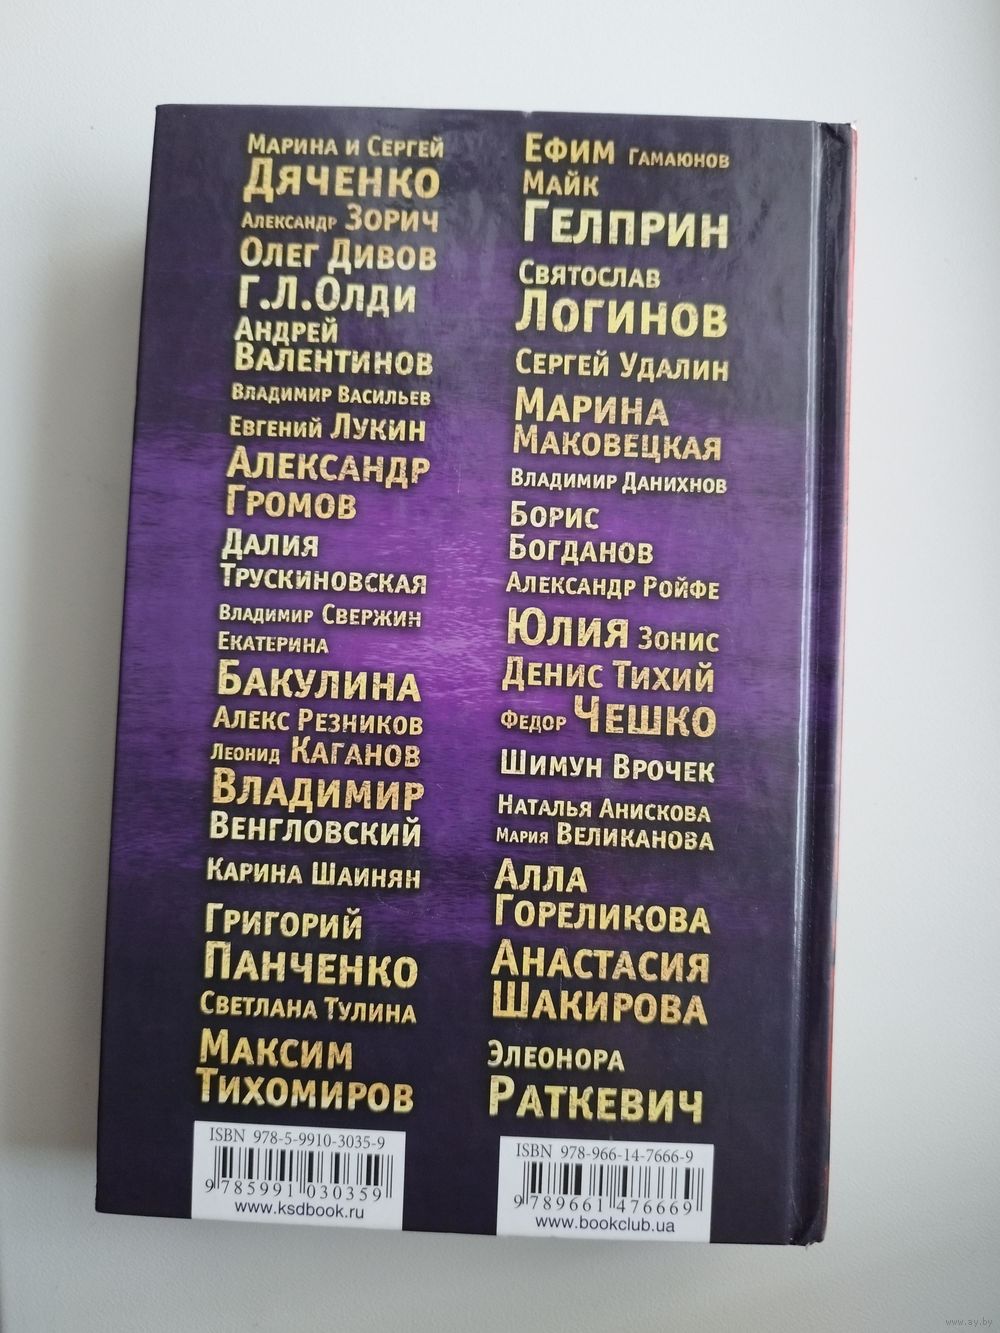 Марина и Сергей
Дяченко
Александр Зорич
Олег Дивов
Г.Л.Олди
Андрей
Валентинов
Владимир Васильев
Евгений Лукин
Александр
Громов
Далия
Трускиновская
Владимир Свержин
Екатерина
Бакулина
Алекс Резников
Леонид Каганов
Владимир
Венгловский
Карина Шаинян
Григорий
Панченко
Светлана Тулина
Максим
Тихомиров
ISBN 978-5-9910-3035-9
9 785991 030359
www.ksdbook.ru
Ефим Гамаюнов
Майк
Гелприн
Святослав
Логинов
Сергей Удалин
Марина
Маковецкая
Владимир Данихнов
Борис
Богданов
Александр Ройфе
Юлия Зонис
Денис Тихий
Федор Чешко
Шимун Врочек
Наталья Анискова
Мария Великанова
Алла
Гореликова
Анастасия
Шакирова
Элеонора
Раткевич
ISBN 978-966-14-7666-9
9 789661 476669
www.bookclub.ua
www.ay.by